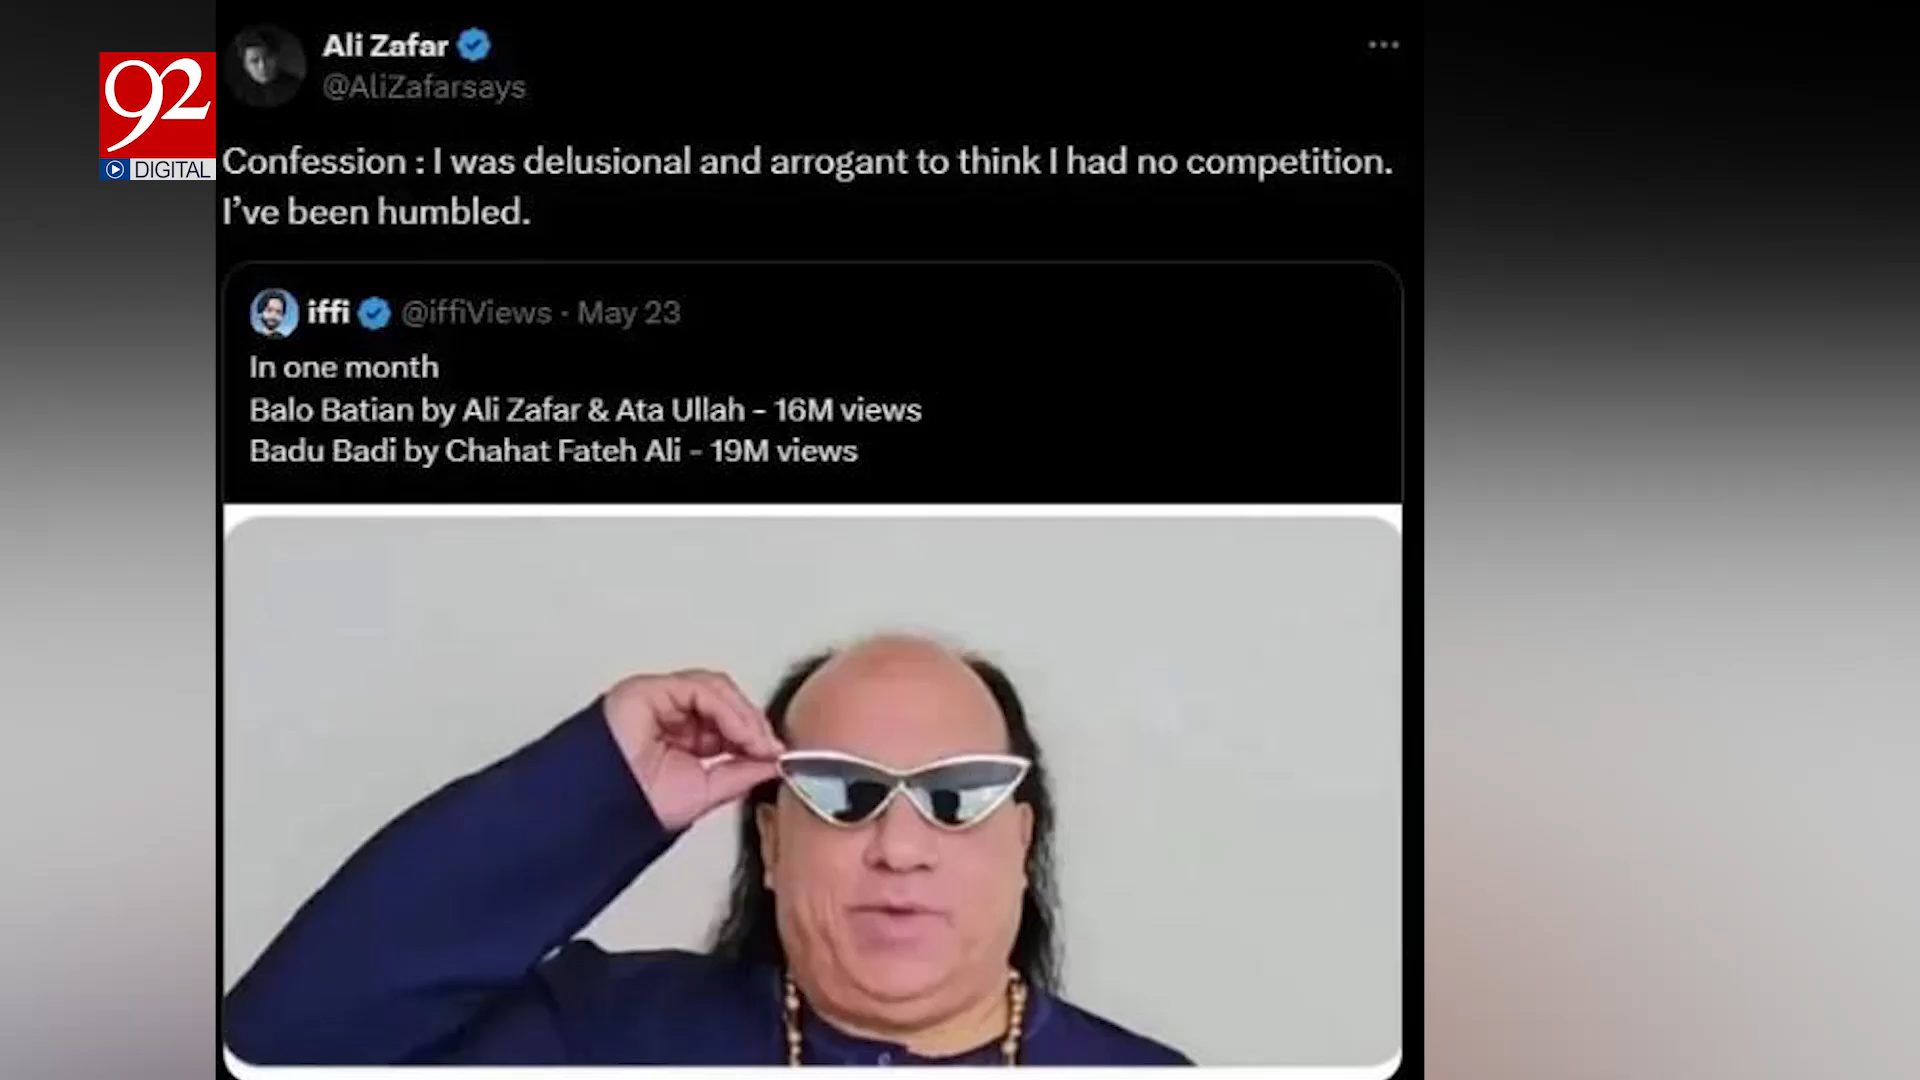 92
DIGITAL
Ali Zafar
@AliZafarsays
Confession : I was delusional and arrogant to think I had no competition.
I’ve been humbled.
iffi @iffiViews · May 23
In one month
Balo Batian by Ali Zafar & Ata Ullah - 16M views
Badu Badi by Chahat Fateh Ali - 19M views